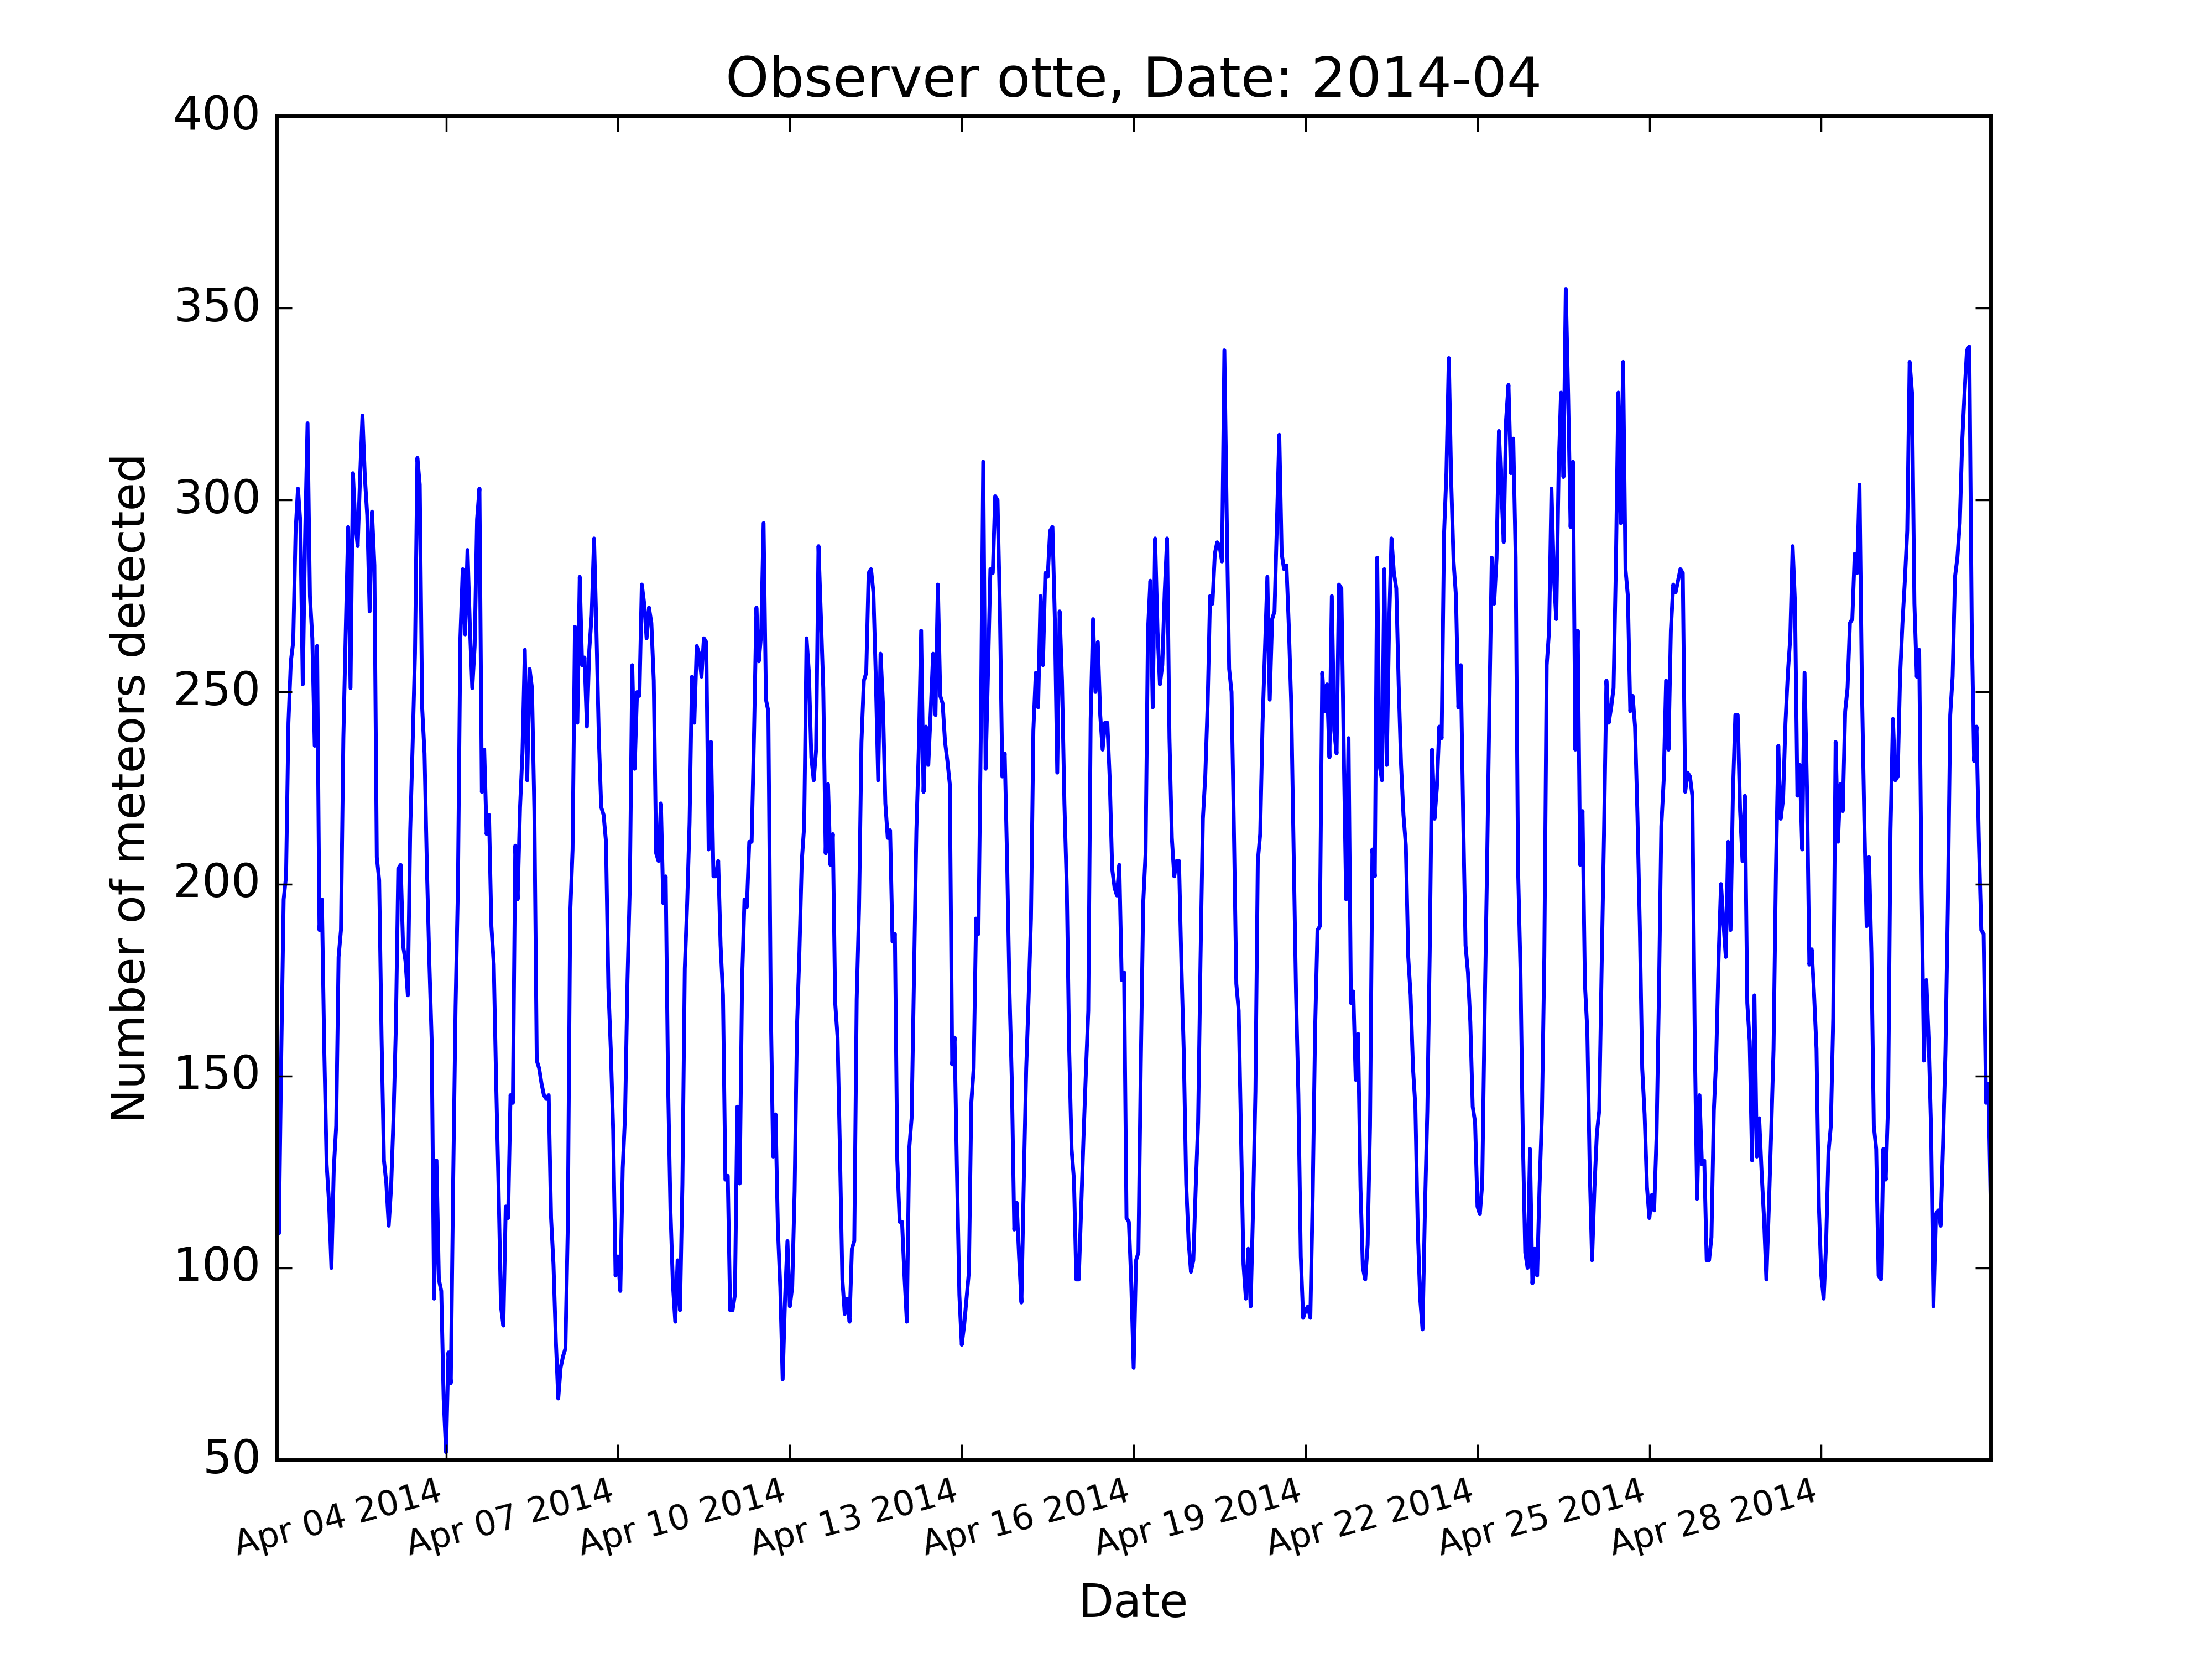 Observer otte, Date: 2014-04
400
350
300
250
200
150
100
50
Number of meteors detected
Apr 04 2014
Apr 07 2014
Apr 10 2014
Apr 13 2014
Apr 16 2014
Apr 19 2014
Apr 22 2014
Apr 25 2014
Apr 28 2014
Date